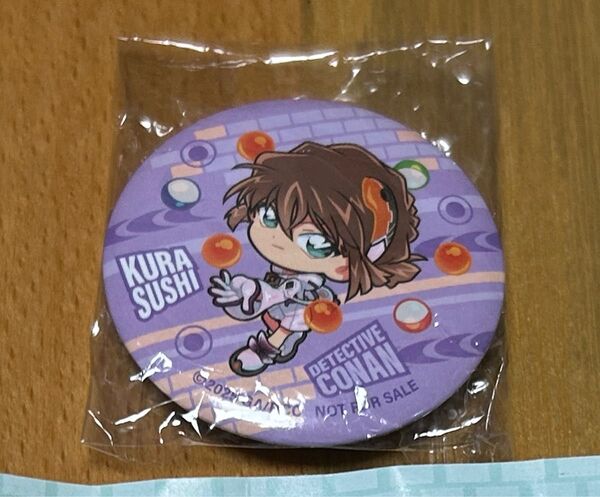 KURA
SUSHI
DETECTIVE
CONAN
NOT FOR SALE